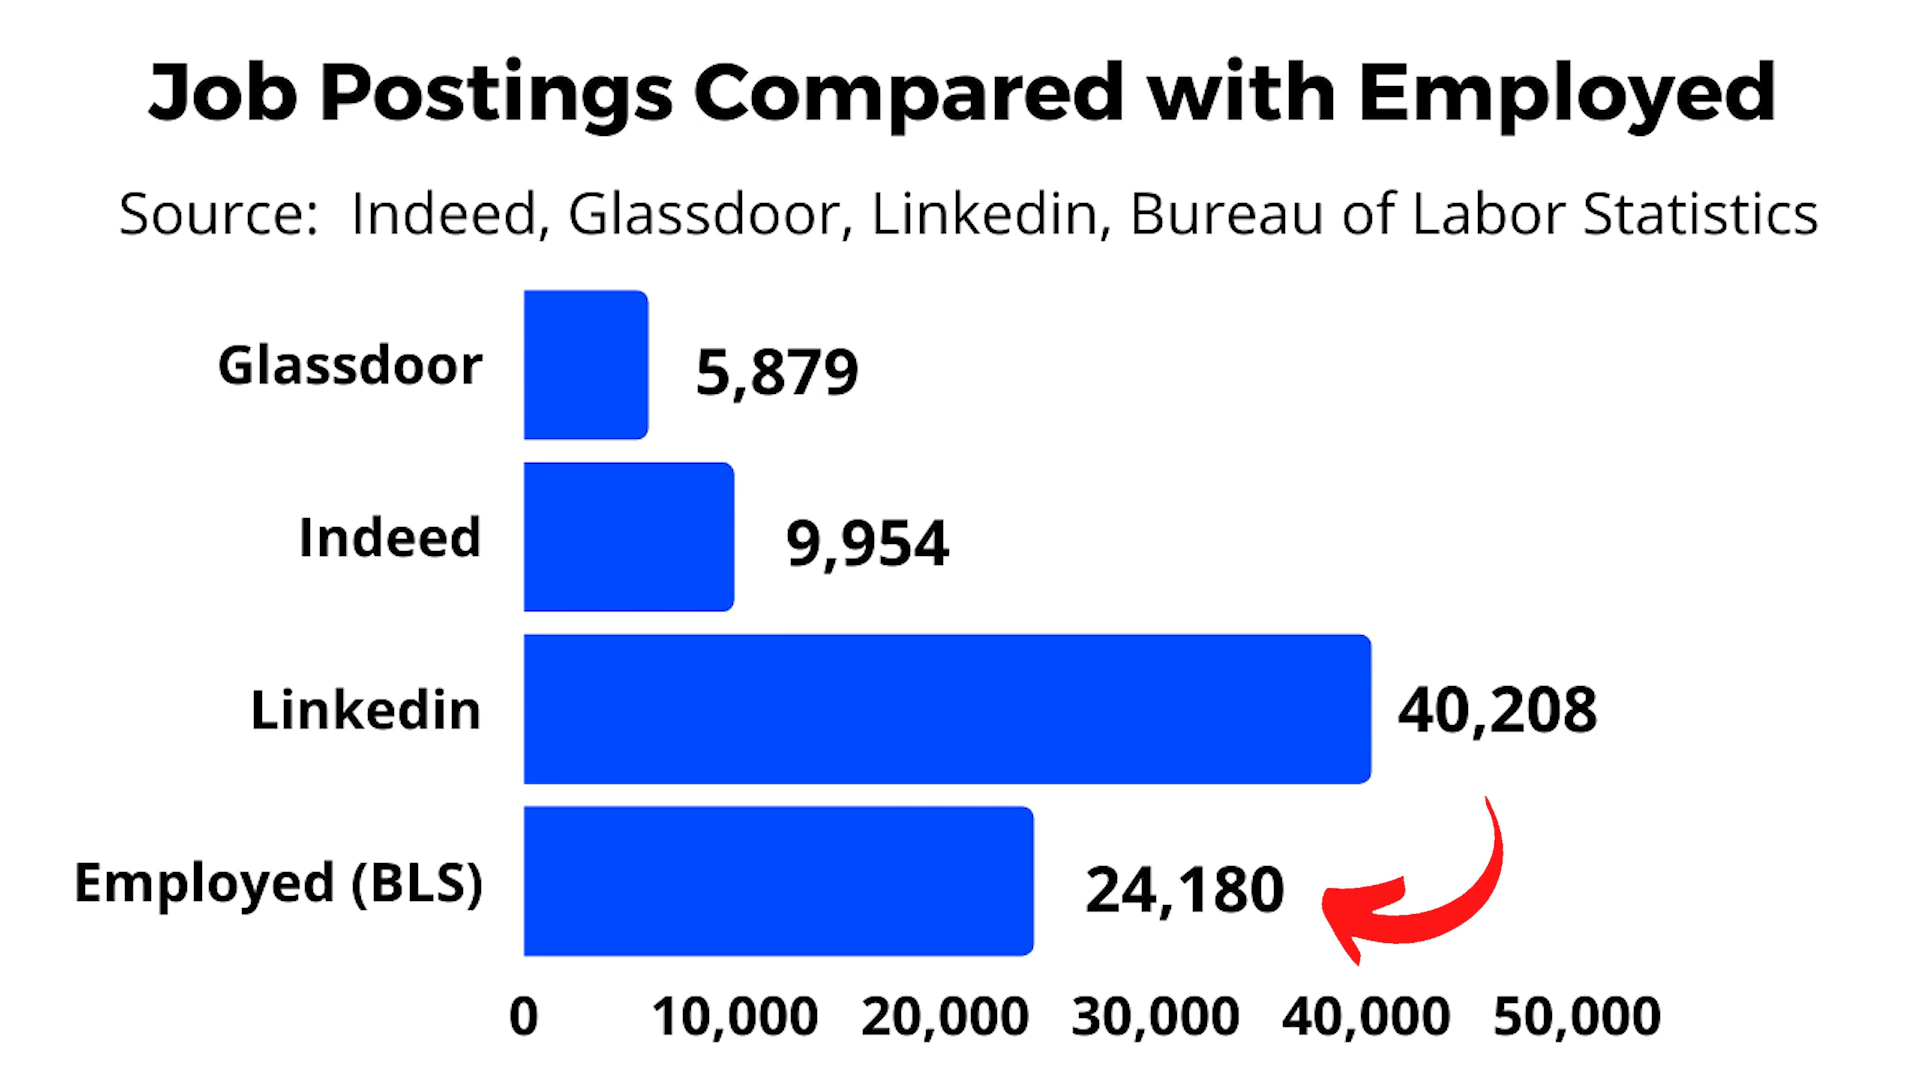 Job Postings Compared with Employed
Source: Indeed, Glassdoor, Linkedin, Bureau of Labor Statistics
Glassdoor 5,879
Indeed 9,954
Linkedin 40,208
Employed (BLS) 24,180
0 10,000 20,000 30,000 40,000 50,000